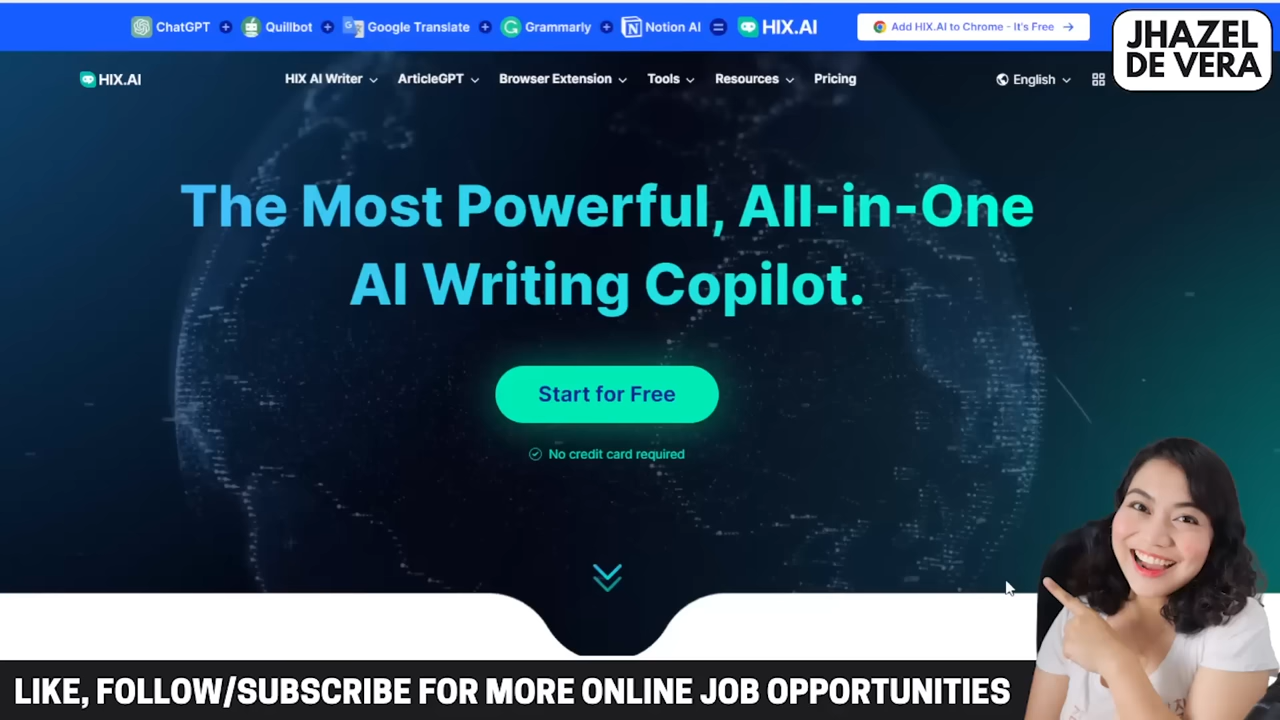 ChatGPT + Quillbot + Google Translate + Grammarly + Notion AI = HIX.AI
Add HIX.AI to Chrome - It's Free →
JHAZEL
DE VERA
HIX.AI
HIX AI Writer
ArticleGPT
Browser Extension
Tools
Resources
Pricing
English
The Most Powerful, All-in-One
AI Writing Copilot.
Start for Free
No credit card required
LIKE, FOLLOW/SUBSCRIBE FOR MORE ONLINE JOB OPPORTUNITIES